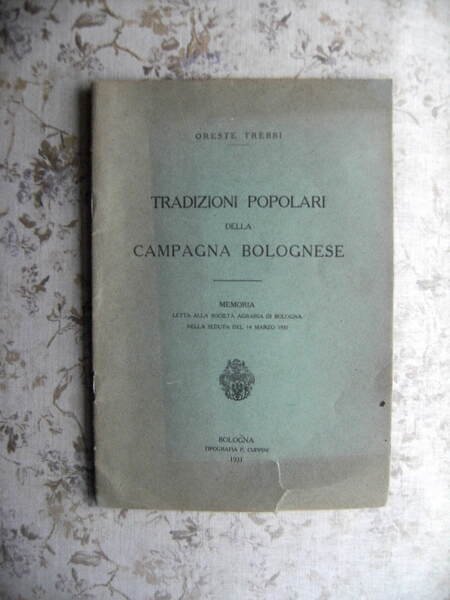 ORESTE TREBBI
TRADIZIONI POPOLARI
DELLA
CAMPAGNA BOLOGNESE
MEMORIA
LETTA ALLA SOCIETÀ AGRARIA DI BOLOGNA
NELLA SEDUTA DEL 14 MARZO 1931
BOLOGNA
TIPOGRAFIA P. CUPPINI
1931